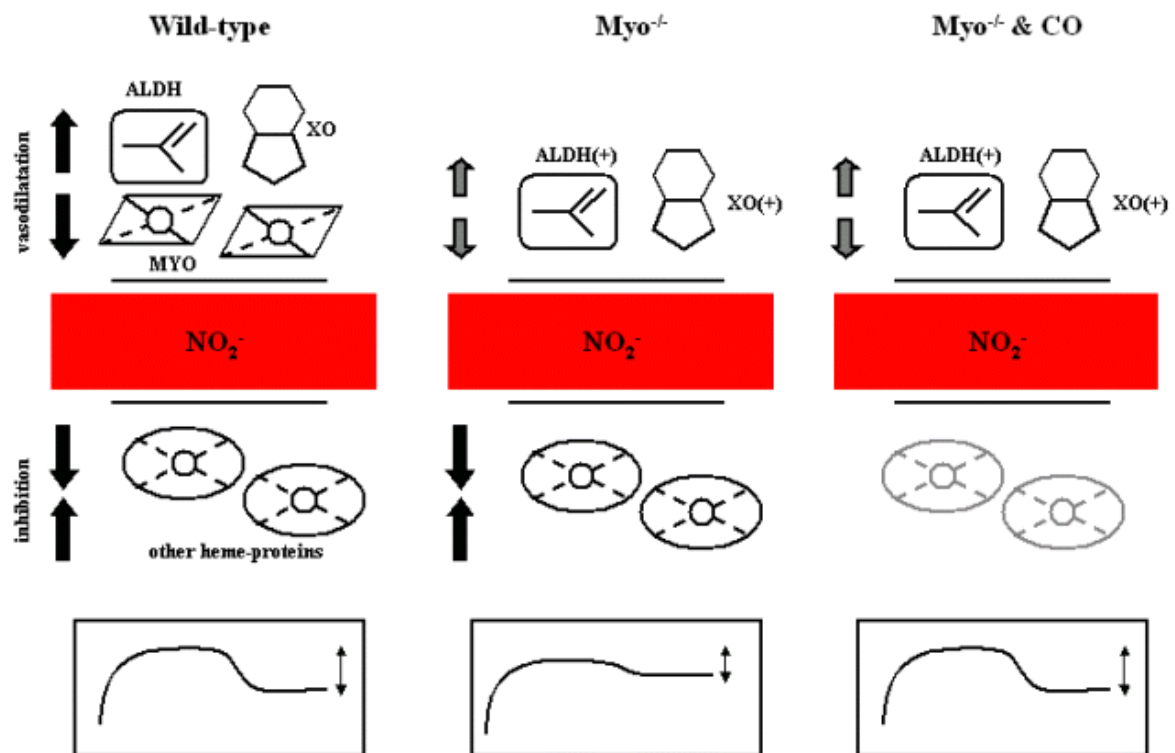 Wild-type
Myo⁻/⁻
Myo⁻/⁻ & CO
vasodilatation
ALDH
XO
MYO
ALDH(+)
XO(+)
ALDH(+)
XO(+)
NO₂⁻
NO₂⁻
NO₂⁻
inhibition
other heme-proteins